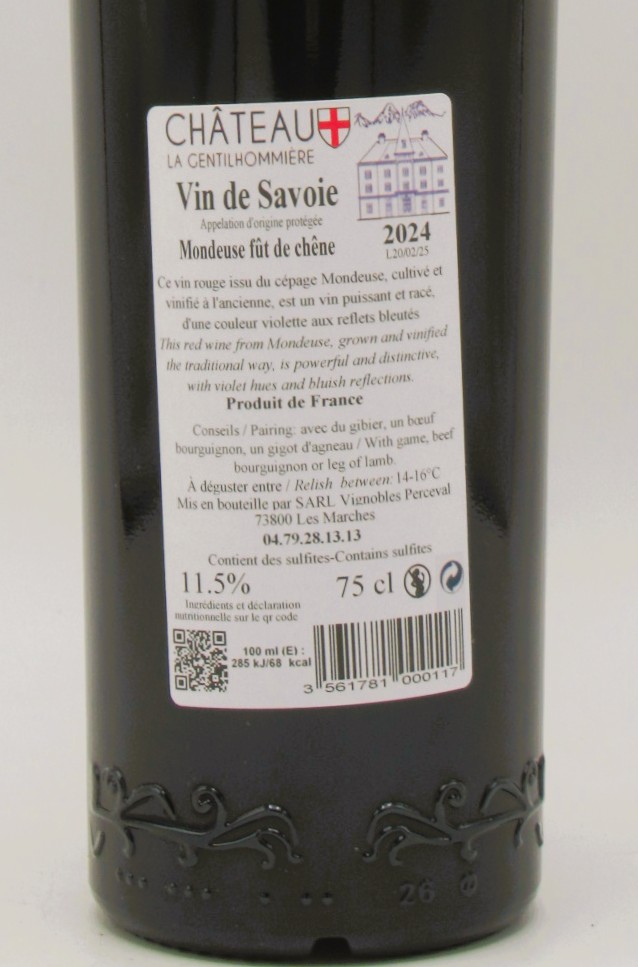 CHÂTEAU
LA GENTILHOMMIÈRE
Vin de Savoie
Appelation d'origine protégée
Mondeuse fût de chêne
2024
L20/02/25
Ce vin rouge issu du cépage Mondeuse, cultivé et
vinifié à l'ancienne, est un vin puissant et racé,
d'une couleur violette aux reflets bleutés
This red wine from Mondeuse, grown and vinified
the traditional way, is powerful and distinctive,
with violet hues and bluish reflections.
Produit de France
Conseils / Pairing: avec du gibier, un bœuf
bourguignon, un gigot d'agneau / With game, beef
bourguignon or leg of lamb.
À déguster entre / Relish between: 14-16°C
Mis en bouteille par SARL Vignobles Perceval
73800 Les Marches
04.79.28.13.13
Contient des sulfites-Contains sulfites
11.5% 75 cl
Ingrédients et déclaration
nutritionnelle sur le qr code
100 ml (E) :
285 kJ/68 kcal
3 561781 000117
26